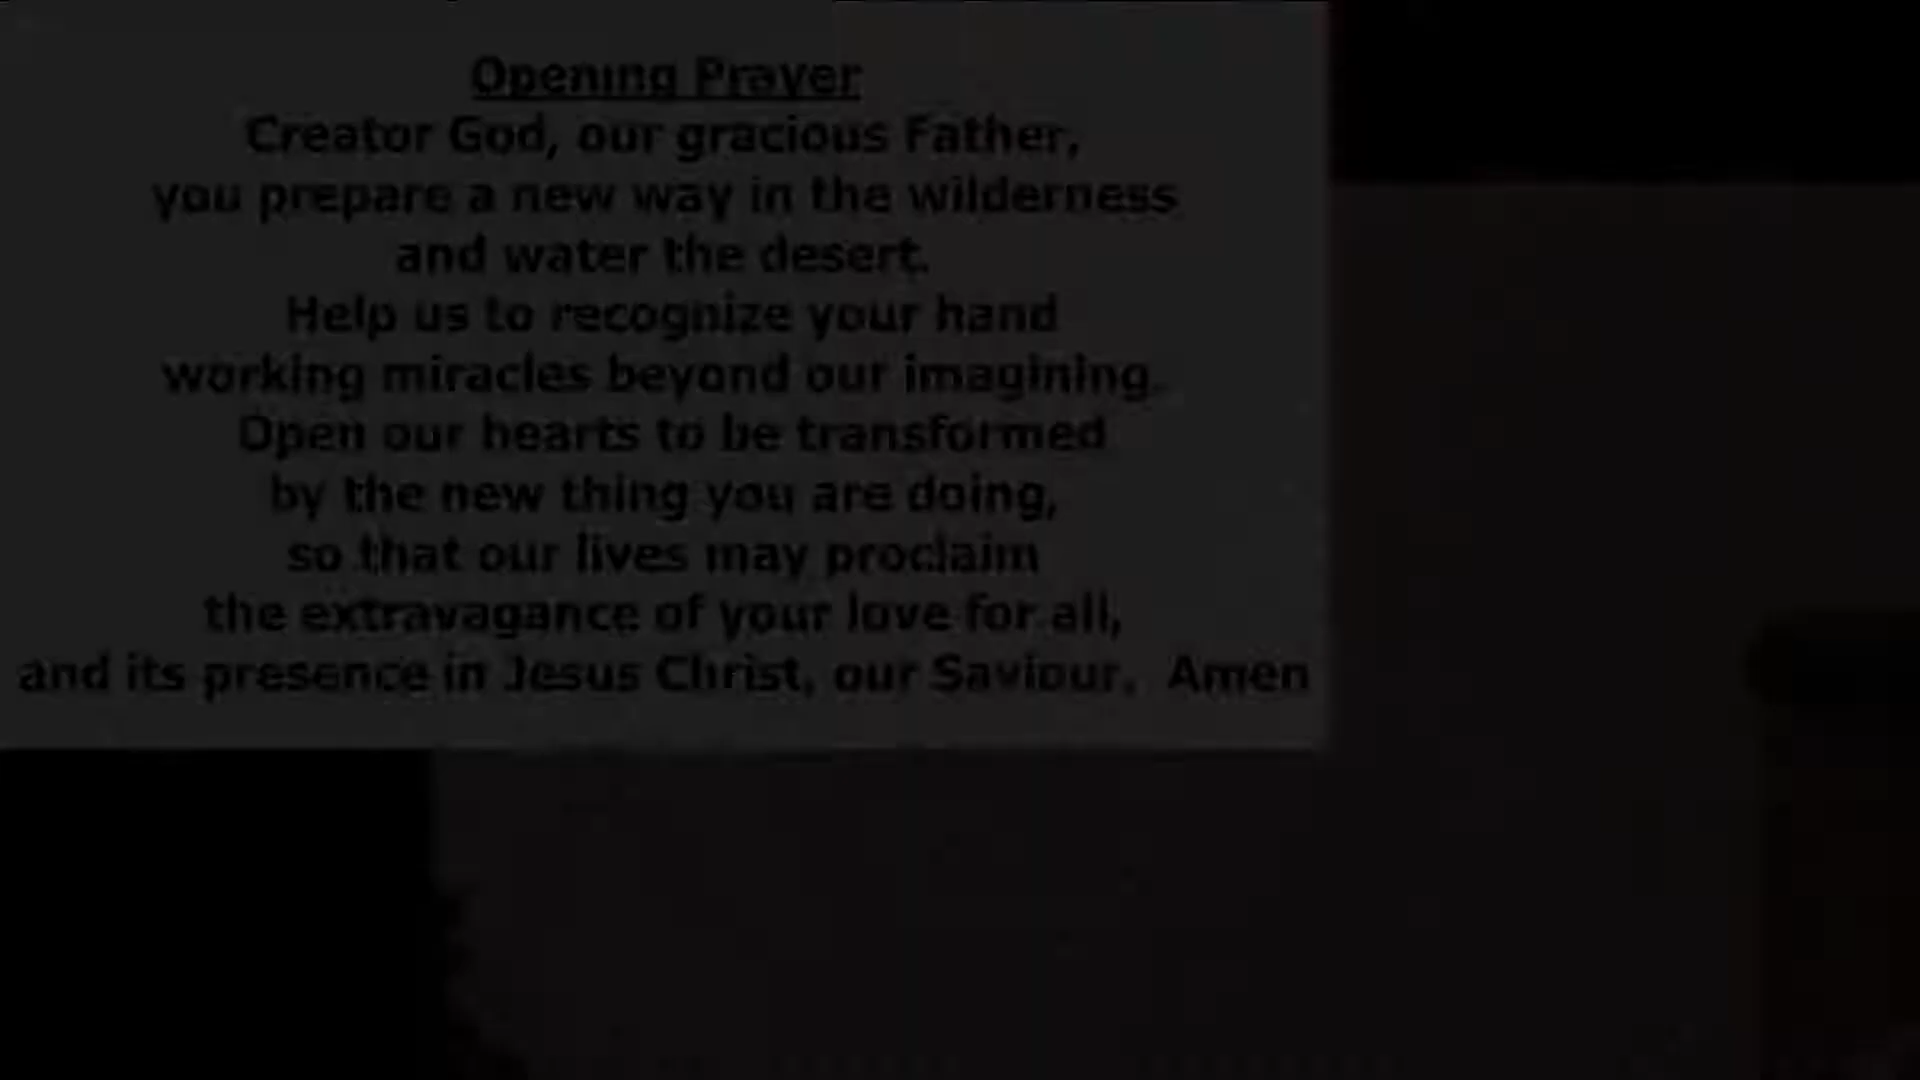 Opening Prayer
Creator God, our gracious Father,
you prepare a new way in the wilderness
and water the desert.
Help us to recognize your hand
working miracles beyond our imagining.
Open our hearts to be transformed
by the new thing you are doing,
so that our lives may proclaim
the extravagance of your love for all,
and its presence in Jesus Christ, our Saviour. Amen